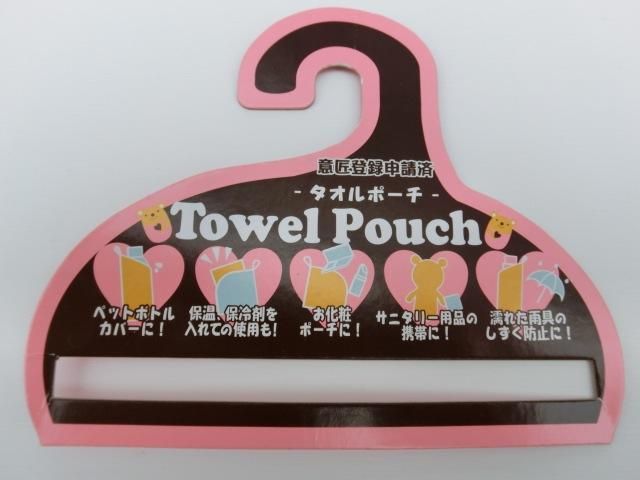 意匠登録申請済
- タオルポーチ -
Towel Pouch
ペットボトル
カバーに!
保温、保冷剤を
入れての使用も!
お化粧
ポーチに!
サニタリー用品の
携帯に!
濡れた雨具の
しずく防止に!